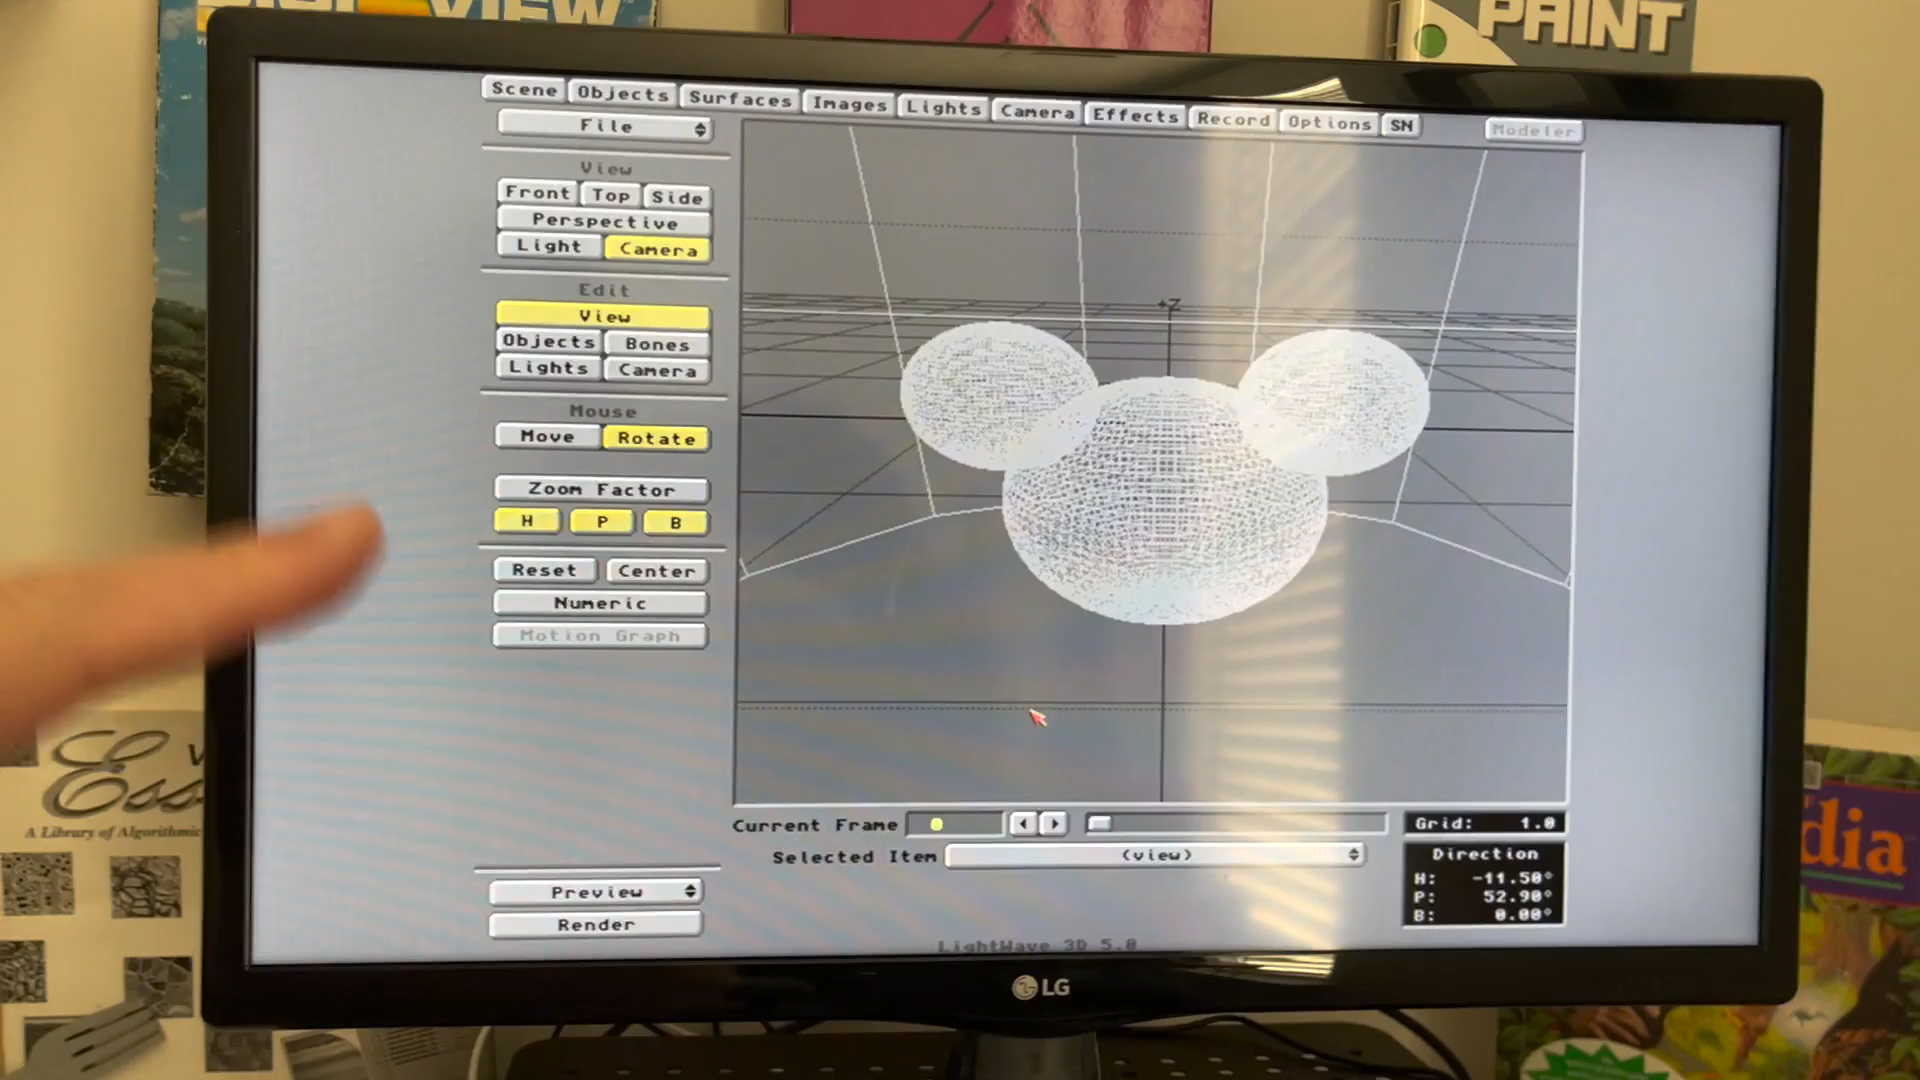 VIEW
PAINT
Scene Objects Surfaces Images Lights Camera Effects Record Options SN Modeler
File
View
Front Top Side
Perspective
Light Camera
Edit
View
Objects Bones
Lights Camera
Mouse
Move Rotate
Zoom Factor
H P B
Reset Center
Numeric
Motion Graph
+Z
Current Frame 0
Grid: 1.0
Selected Item (view)
Direction
H: -11.50°
P: 52.90°
B: 0.00°
Preview
Render
LightWave 3D 5.0
LG
A Library of Algorithmic
dia